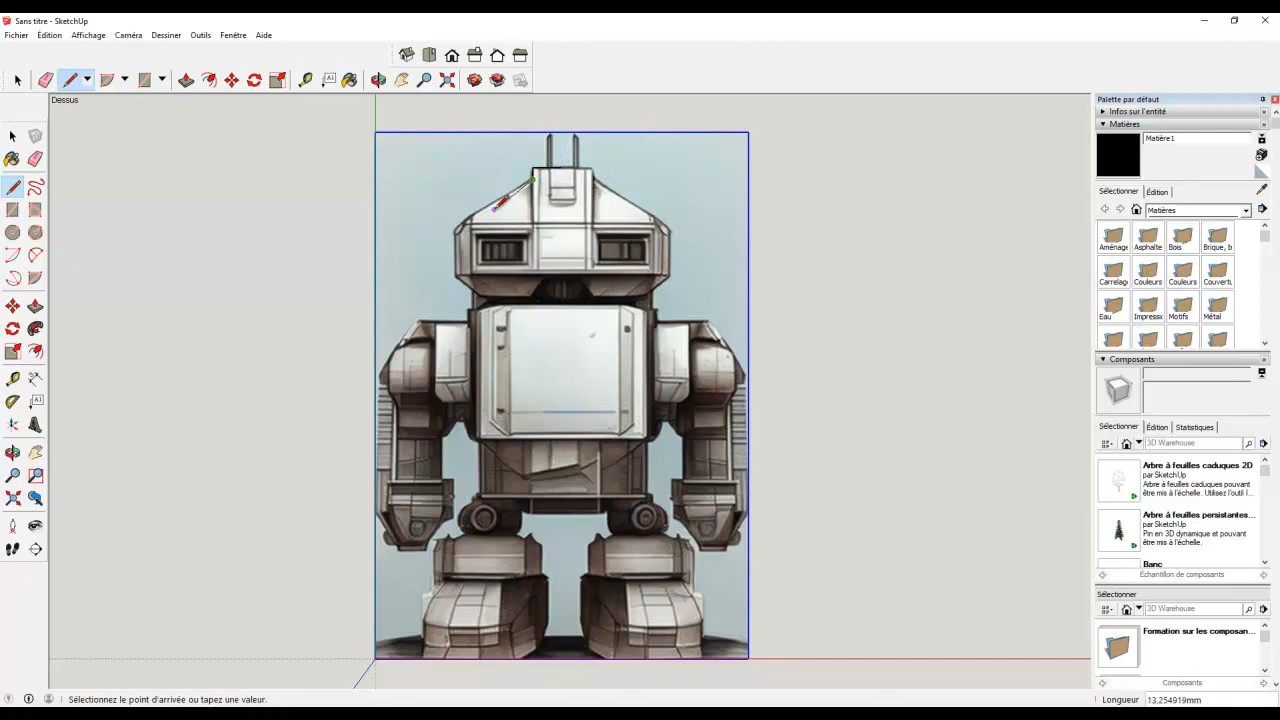 Sans titre - SketchUp
Fichier Édition Affichage Caméra Dessiner Outils Fenêtre Aide
Dessus
Palette par défaut
Infos sur l'entité
Matières
Matière1
Sélectionner Édition
Matières
Aménage Asphalte Bois Brique, b
Carrelage Couleurs Couleurs Couvertu
Eau Impressi Motifs Métal
Composants
Sélectionner Édition Statistiques
3D Warehouse
Arbre à feuilles caduques 2D
par SketchUp
Arbre à feuilles caduques pouvant
être mis à l'échelle. Utilisez l'outil l...
Arbre à feuilles persistantes...
par SketchUp
Pin en 3D dynamique et pouvant
être mis à l'échelle.
Banc
Échantillon de composants
Sélectionner
3D Warehouse
Formation sur les composan...
Composants
Sélectionnez le point d'arrivée ou tapez une valeur.
Longueur 13,254919mm